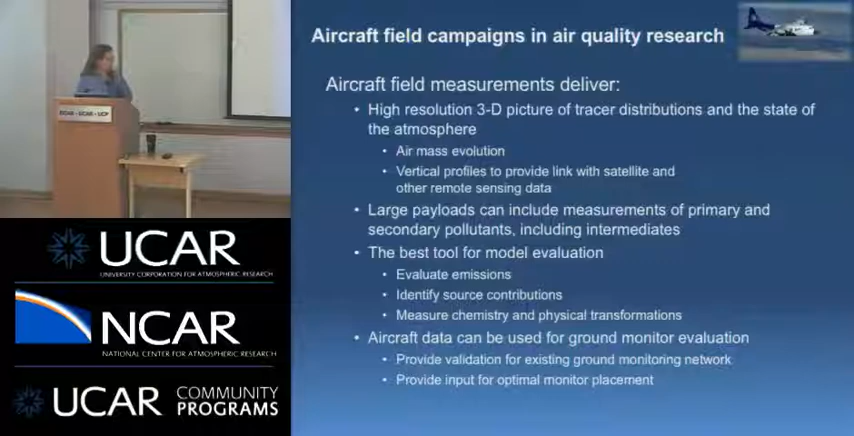 Aircraft field campaigns in air quality research
Aircraft field measurements deliver:
• High resolution 3-D picture of tracer distributions and the state of
the atmosphere
• Air mass evolution
• Vertical profiles to provide link with satellite and
other remote sensing data
• Large payloads can include measurements of primary and
secondary pollutants, including intermediates
• The best tool for model evaluation
• Evaluate emissions
• Identify source contributions
• Measure chemistry and physical transformations
• Aircraft data can be used for ground monitor evaluation
• Provide validation for existing ground monitoring network
• Provide input for optimal monitor placement
UCAR
UNIVERSITY CORPORATION FOR ATMOSPHERIC RESEARCH
NCAR
NATIONAL CENTER FOR ATMOSPHERIC RESEARCH
UCAR COMMUNITY
PROGRAMS